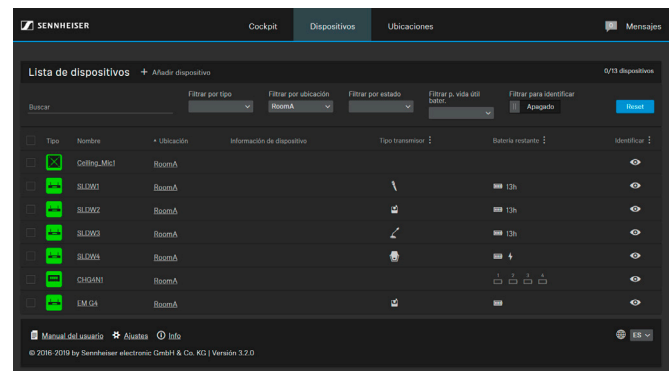 SENNHEISER
Cockpit
Dispositivos
Ubicaciones
0
Mensajes
Lista de dispositivos
+ Añadir dispositivo
0/13 dispositivos
Buscar
Filtrar por tipo
Filtrar por ubicación
RoomA
Filtrar por estado
Filtrar p. vida útil
bater.
Filtrar para identificar
Apagado
Reset
Tipo Nombre Ubicación Información de dispositivo Tipo transmisor Batería restante Identificar
Ceiling_Mic1 RoomA
SLDW1 RoomA 13h
SLDW2 RoomA 13h
SLDW3 RoomA 13h
SLDW4 RoomA
CHG4N1 RoomA 1 2 3 4
EM G4 RoomA
Manual del usuario Ajustes Info
ES
© 2016-2019 by Sennheiser electronic GmbH & Co. KG | Versión 3.2.0